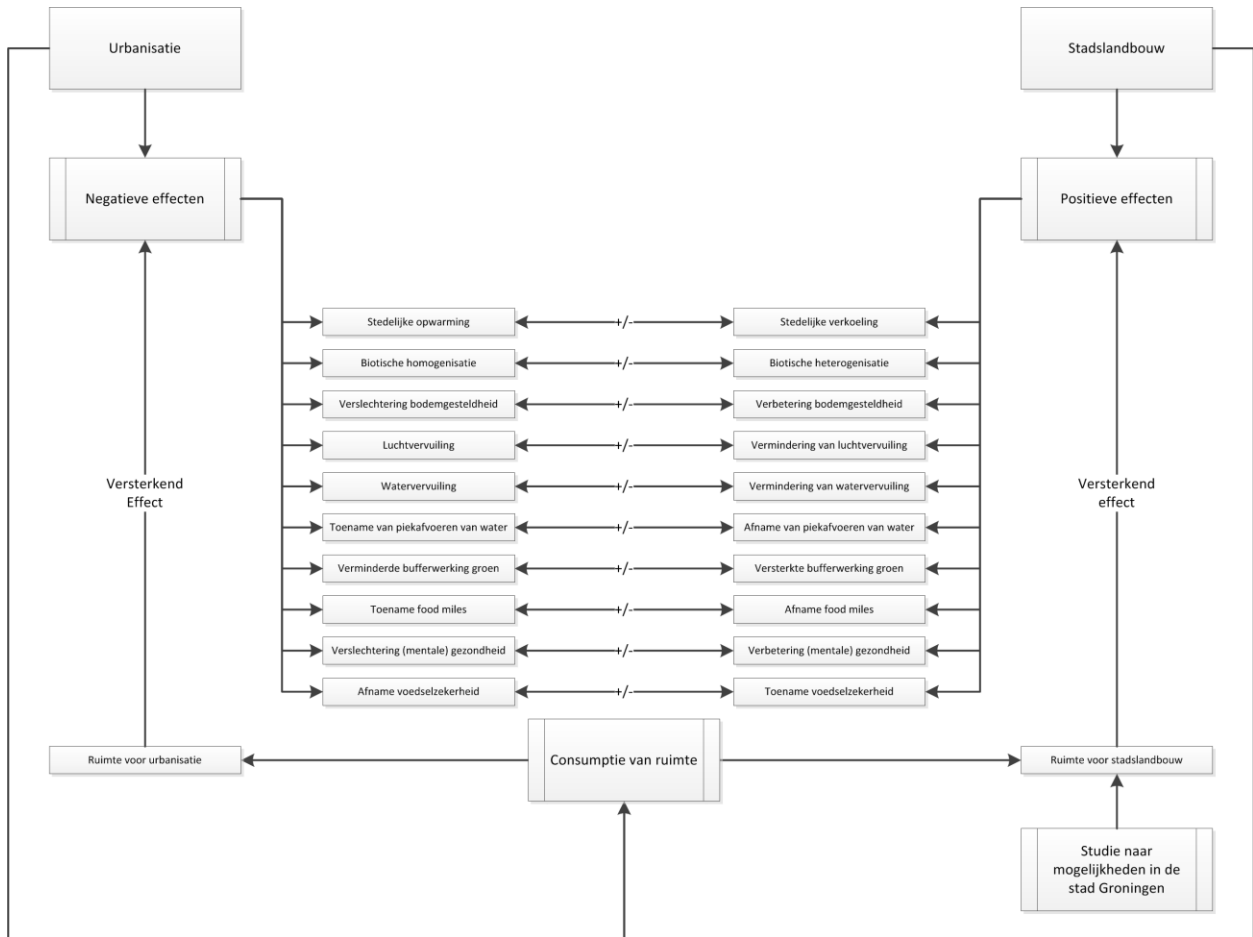 Urbanisatie
Stadslandbouw
Negatieve effecten
Positieve effecten
Stedelijke opwarming
+/-
Stedelijke verkoeling
Biotische homogenisatie
+/-
Biotische heterogenisatie
Verslechtering bodemgesteldheid
+/-
Verbetering bodemgesteldheid
Luchtvervuiling
+/-
Vermindering van luchtvervuiling
Watervervuiling
+/-
Vermindering van watervervuiling
Toename van piekafvoeren van water
+/-
Afname van piekafvoeren van water
Verminderde bufferwerking groen
+/-
Versterkte bufferwerking groen
Toename food miles
+/-
Afname food miles
Verslechtering (mentale) gezondheid
+/-
Verbetering (mentale) gezondheid
Afname voedselzekerheid
+/-
Toename voedselzekerheid
Versterkend
Effect
Versterkend
effect
Ruimte voor urbanisatie
Consumptie van ruimte
Ruimte voor stadslandbouw
Studie naar
mogelijkheden in de
stad Groningen